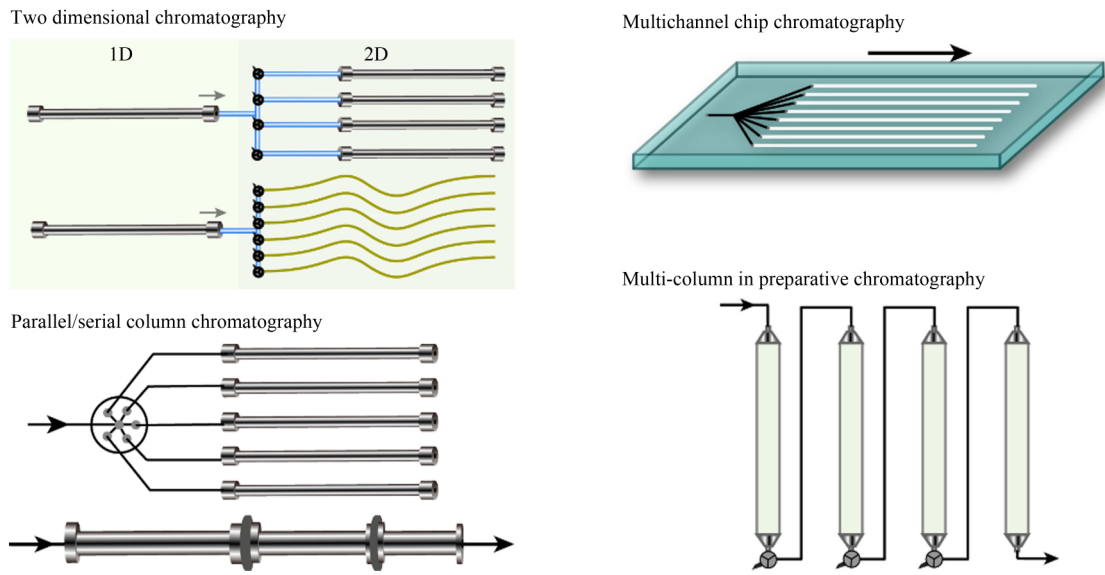 Two dimensional chromatography
1D
2D
Parallel/serial column chromatography
Multichannel chip chromatography
Multi-column in preparative chromatography